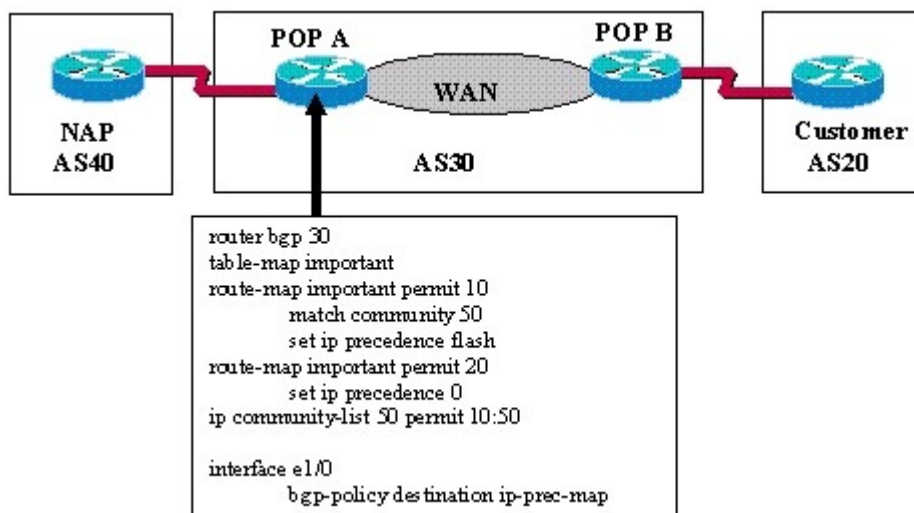 POP A
POP B
WAN
NAP
AS40
AS30
Customer
AS20
router bgp 30
table-map important
route-map important permit 10
match community 50
set ip precedence flash
route-map important permit 20
set ip precedence 0
ip community-list 50 permit 10:50
interface e1/0
bgp-policy destination ip-prec-map